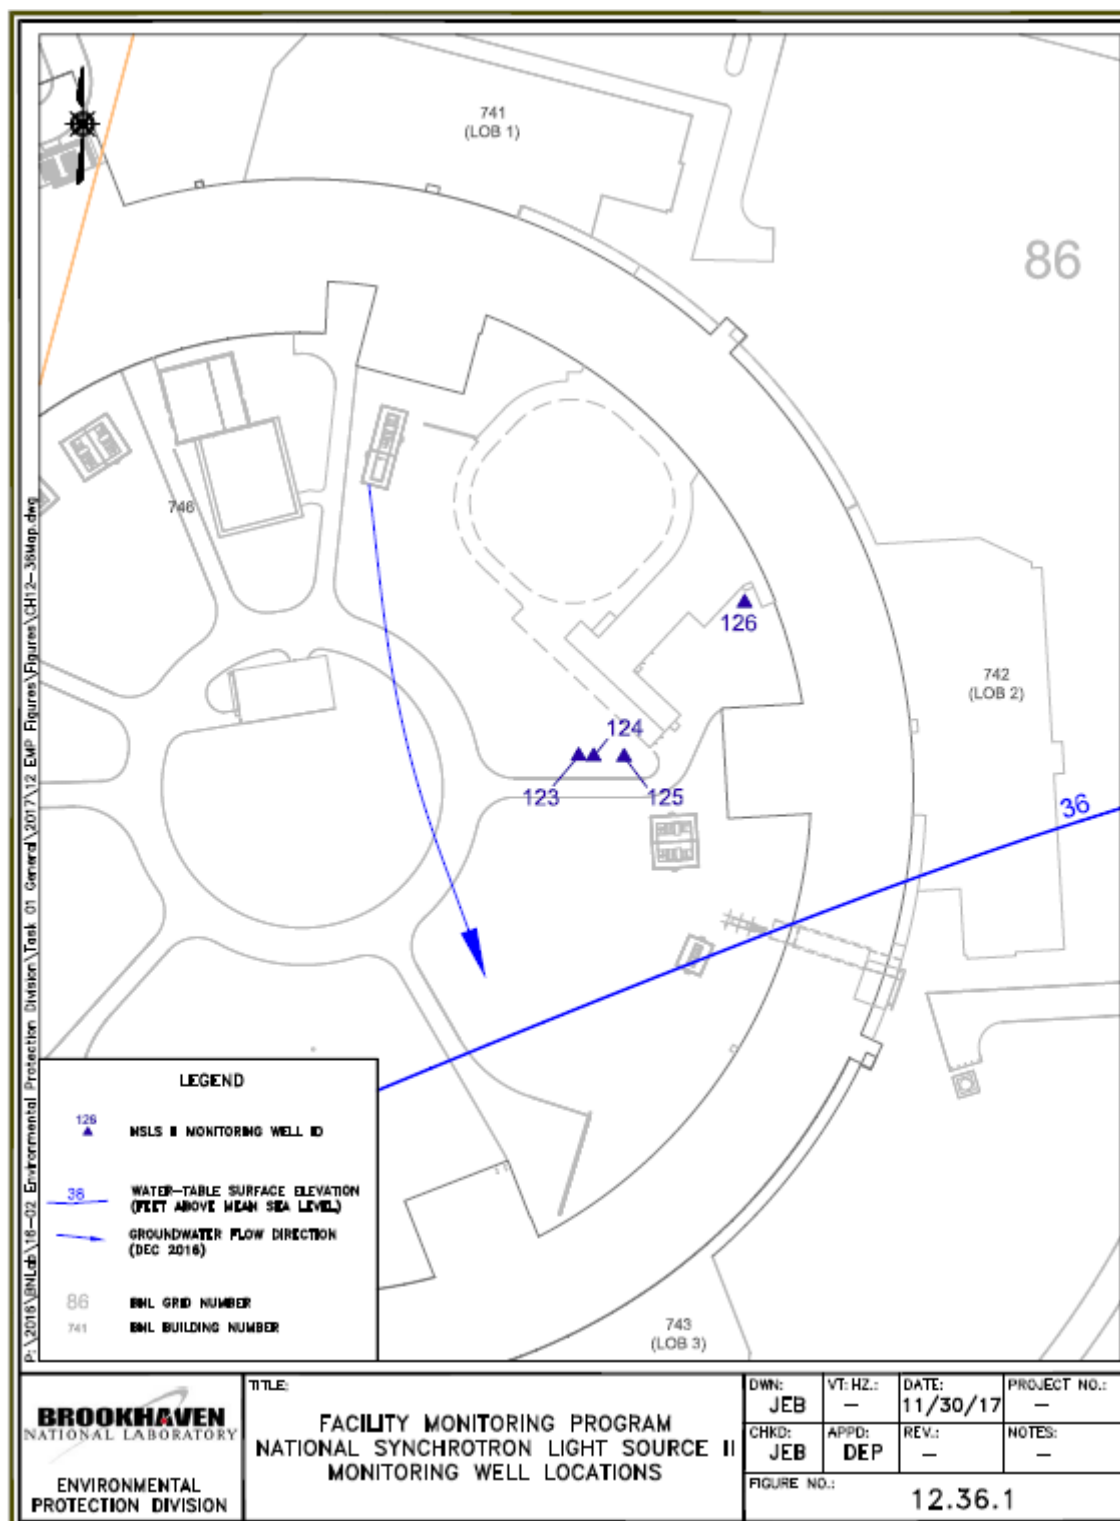 741
(LOB 1)
86
746
126
742
(LOB 2)
124
123
125
36
743
(LOB 3)
P:\2016\BNLab\16-02 Environmental Protection Division\Task 01 General\2017\12 EMP Figures\Figures\CH12-36Map.dwg
LEGEND
126
NSLS II MONITORING WELL ID
36
WATER-TABLE SURFACE ELEVATION
(FEET ABOVE MEAN SEA LEVEL)
GROUNDWATER FLOW DIRECTION
(DEC 2016)
86
BNL GRID NUMBER
741
BNL BUILDING NUMBER
BROOKHAVEN
NATIONAL LABORATORY
ENVIRONMENTAL
PROTECTION DIVISION
TITLE:
FACILITY MONITORING PROGRAM
NATIONAL SYNCHROTRON LIGHT SOURCE II
MONITORING WELL LOCATIONS
DWN:
JEB
VT: HZ.:
–
DATE:
11/30/17
PROJECT NO.:
–
CHKD:
JEB
APPD:
DEP
REV.:
–
NOTES:
–
FIGURE NO.:
12.36.1